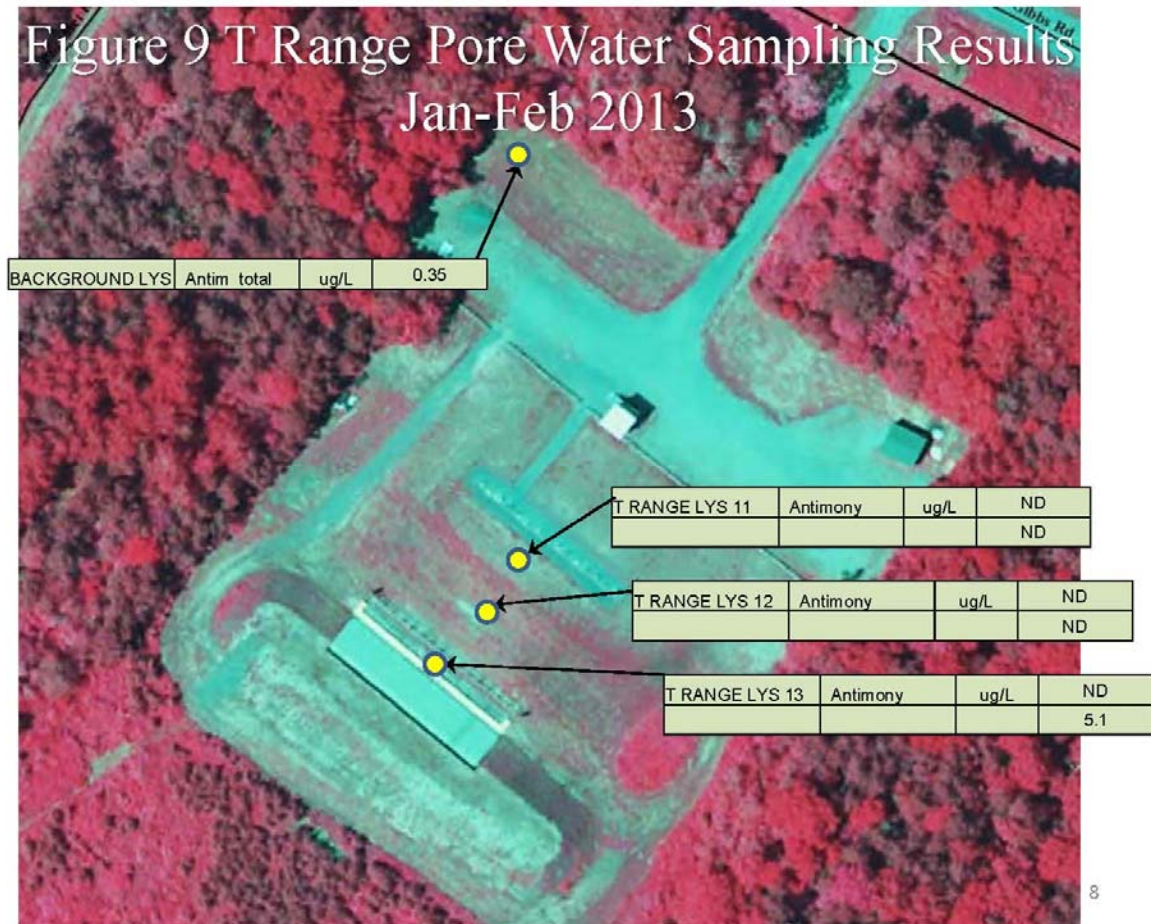 Figure 9 T Range Pore Water Sampling Results
Jan-Feb 2013
Gibbs Rd
BACKGROUND LYS Antim total ug/L 0.35
T RANGE LYS 11 Antimony ug/L ND
ND
T RANGE LYS 12 Antimony ug/L ND
ND
T RANGE LYS 13 Antimony ug/L ND
5.1
8